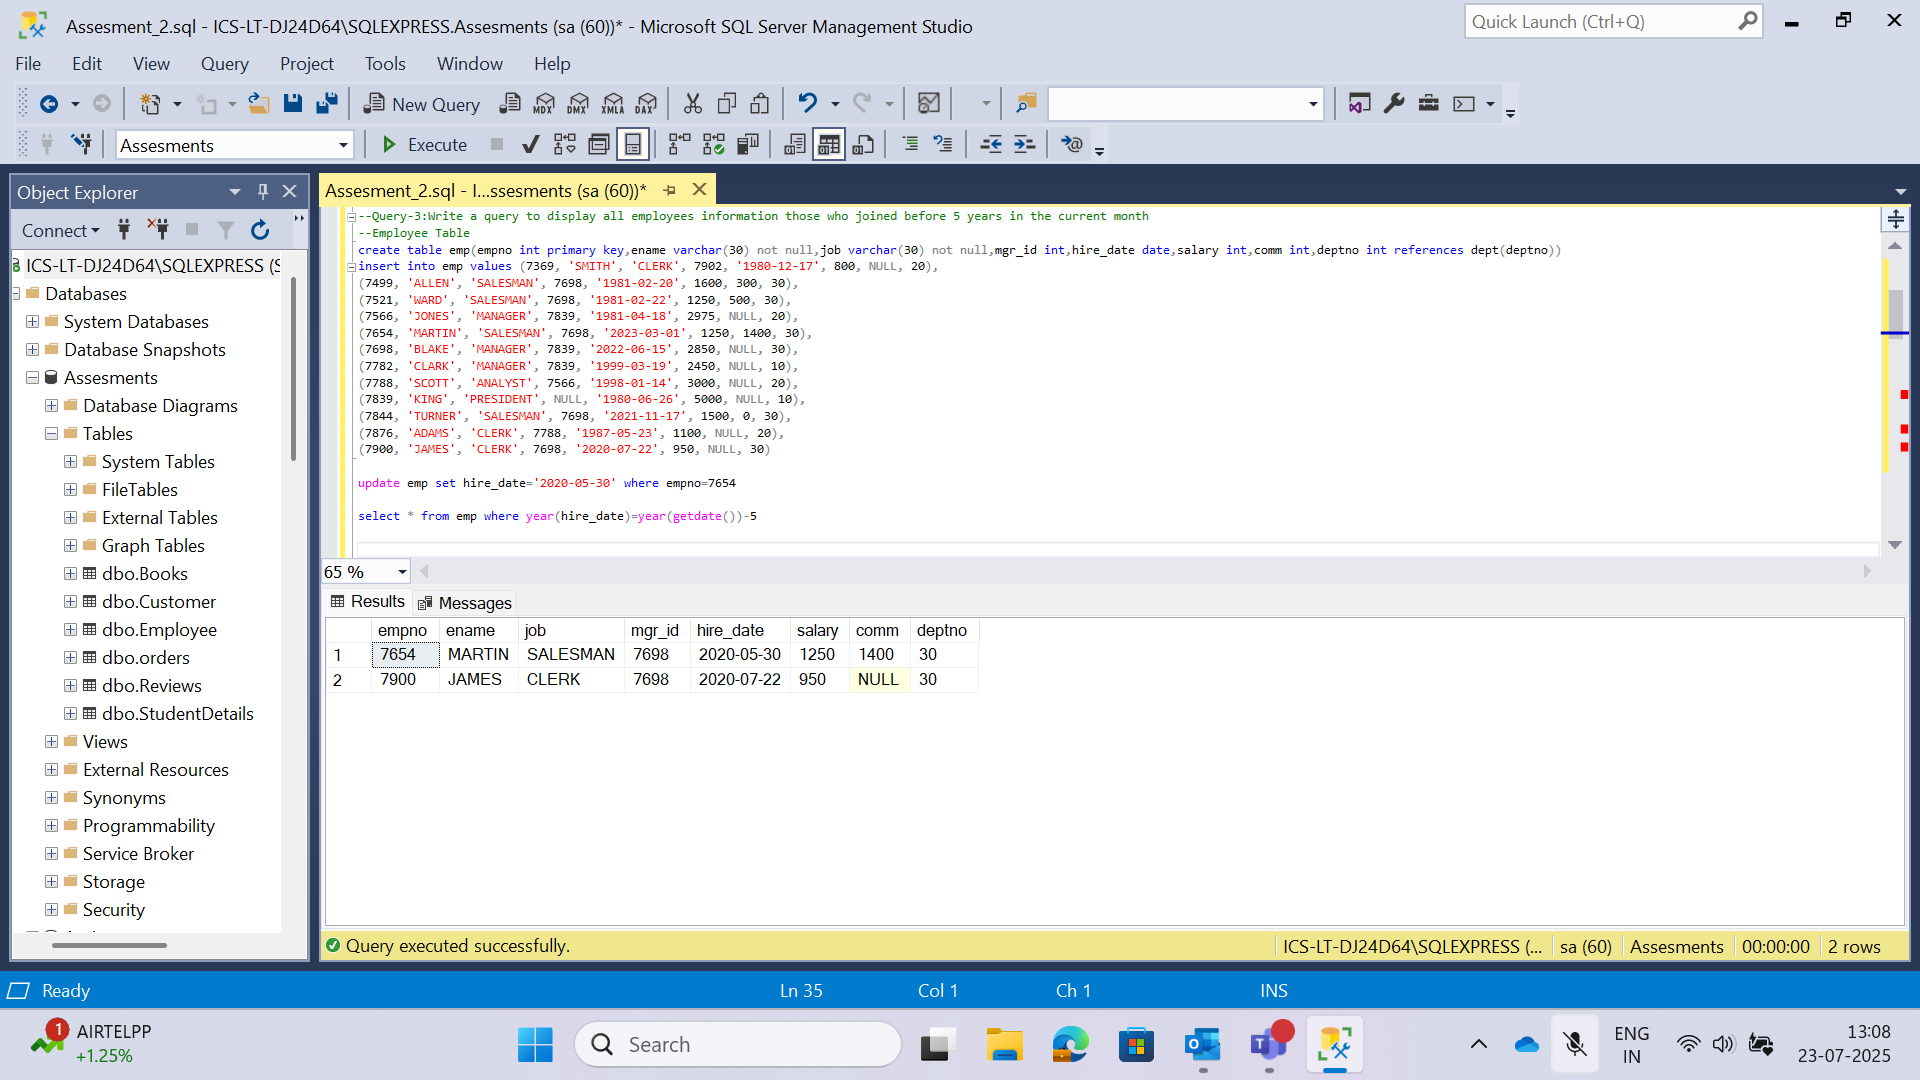 Assesment_2.sql - ICS-LT-DJ24D64\SQLEXPRESS.Assesments (sa (60))* - Microsoft SQL Server Management Studio
Quick Launch (Ctrl+Q)
File Edit View Query Project Tools Window Help
New Query MDX DMX XMLA DAX
Assesments Execute
Object Explorer
Connect
ICS-LT-DJ24D64\SQLEXPRESS (S
Databases
System Databases
Database Snapshots
Assesments
Database Diagrams
Tables
System Tables
FileTables
External Tables
Graph Tables
dbo.Books
dbo.Customer
dbo.Employee
dbo.orders
dbo.Reviews
dbo.StudentDetails
Views
External Resources
Synonyms
Programmability
Service Broker
Storage
Security
Assesment_2.sql - I...ssesments (sa (60))*
--Query-3:Write a query to display all employees information those who joined before 5 years in the current month
--Employee Table
create table emp(empno int primary key,ename varchar(30) not null,job varchar(30) not null,mgr_id int,hire_date date,salary int,comm int,deptno int references dept(deptno))
insert into emp values (7369, 'SMITH', 'CLERK', 7902, '1980-12-17', 800, NULL, 20),
(7499, 'ALLEN', 'SALESMAN', 7698, '1981-02-20', 1600, 300, 30),
(7521, 'WARD', 'SALESMAN', 7698, '1981-02-22', 1250, 500, 30),
(7566, 'JONES', 'MANAGER', 7839, '1981-04-18', 2975, NULL, 20),
(7654, 'MARTIN', 'SALESMAN', 7698, '2023-03-01', 1250, 1400, 30),
(7698, 'BLAKE', 'MANAGER', 7839, '2022-06-15', 2850, NULL, 30),
(7782, 'CLARK', 'MANAGER', 7839, '1999-03-19', 2450, NULL, 10),
(7788, 'SCOTT', 'ANALYST', 7566, '1998-01-14', 3000, NULL, 20),
(7839, 'KING', 'PRESIDENT', NULL, '1980-06-26', 5000, NULL, 10),
(7844, 'TURNER', 'SALESMAN', 7698, '2021-11-17', 1500, 0, 30),
(7876, 'ADAMS', 'CLERK', 7788, '1987-05-23', 1100, NULL, 20),
(7900, 'JAMES', 'CLERK', 7698, '2020-07-22', 950, NULL, 30)
update emp set hire_date='2020-05-30' where empno=7654
select * from emp where year(hire_date)=year(getdate())-5
65 %
Results Messages
empno ename job mgr_id hire_date salary comm deptno
1 7654 MARTIN SALESMAN 7698 2020-05-30 1250 1400 30
2 7900 JAMES CLERK 7698 2020-07-22 950 NULL 30
Query executed successfully. ICS-LT-DJ24D64\SQLEXPRESS (... sa (60) Assesments 00:00:00 2 rows
Ready Ln 35 Col 1 Ch 1 INS
1 AIRTELPP
+1.25%
Search
ENG
IN
13:08
23-07-2025